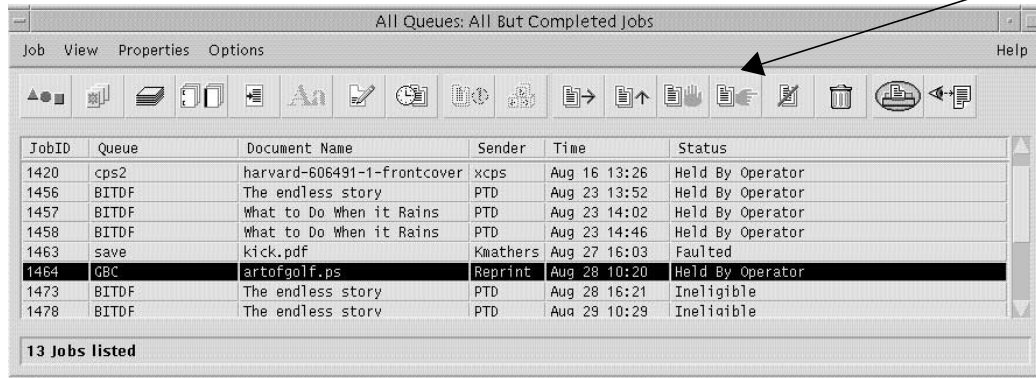 All Queues: All But Completed Jobs
Job View Properties Options Help
Aa
JobID Queue Document Name Sender Time Status
1420 cps2 harvard-606491-1-frontcover xcps Aug 16 13:26 Held By Operator
1456 BITDF The endless story PTD Aug 23 13:52 Held By Operator
1457 BITDF What to Do When it Rains PTD Aug 23 14:02 Held By Operator
1458 BITDF What to Do When it Rains PTD Aug 23 14:46 Held By Operator
1463 save kick.pdf Kmathers Aug 27 16:03 Faulted
1464 GBC artofgolf.ps Reprint Aug 28 10:20 Held By Operator
1473 BITDF The endless story PTD Aug 28 16:21 Ineligible
1478 BITDF The endless story PTD Aug 29 10:29 Ineligible
13 Jobs listed